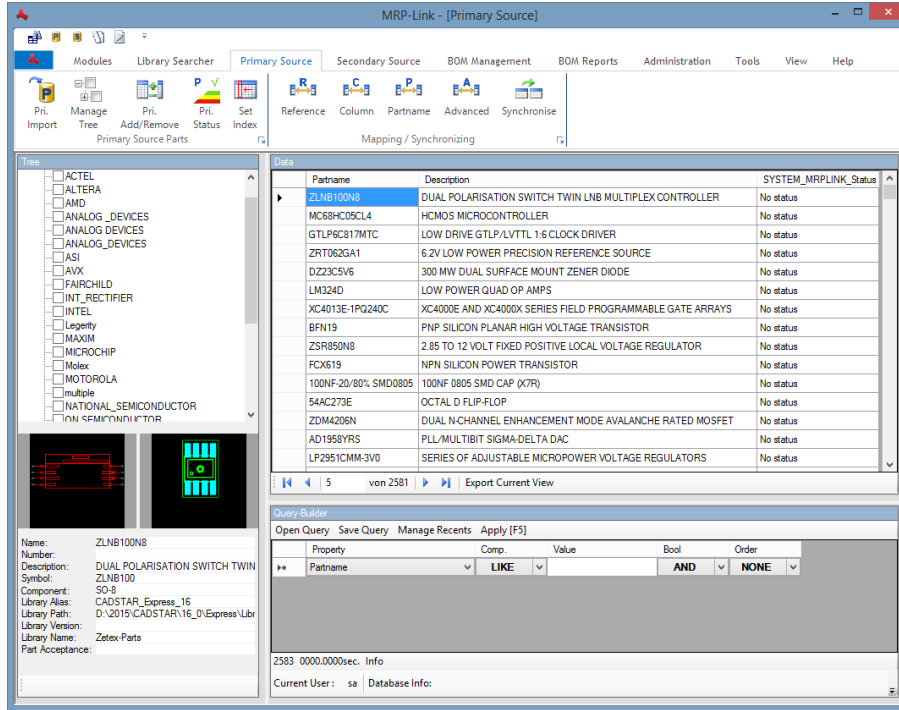 MRP-Link - [Primary Source]
Modules Library Searcher Primary Source Secondary Source BOM Management BOM Reports Administration Tools View Help
P S
P P √ R C P A
Pri. Import Manage Tree Pri. Add/Remove Pri. Status Set Index Reference Column Partname Advanced Synchronise
Primary Source Parts Mapping / Synchronizing
Tree
ACTEL
ALTERA
AMD
ANALOG _DEVICES
ANALOG DEVICES
ANALOG_DEVICES
ASI
AVX
FAIRCHILD
INT_RECTIFIER
INTEL
Legerity
MAXIM
MICROCHIP
Molex
MOTOROLA
multiple
NATIONAL_SEMICONDUCTOR
ON SEMICONDUCTOR
Name: ZLNB100N8
Number:
Description: DUAL POLARISATION SWITCH TWIN
Symbol: ZLNB100
Component: SO-8
Library Alias: CADSTAR_Express_16
Library Path: D:\2015\CADSTAR\16_0\Express\Libr
Library Version:
Library Name: Zetex-Parts
Part Acceptance:
Data
Partname Description SYSTEM_MRPLINK_Status
ZLNB100N8 DUAL POLARISATION SWITCH TWIN LNB MULTIPLEX CONTROLLER No status
MC68HC05CL4 HCMOS MICROCONTROLLER No status
GTLP6C817MTC LOW DRIVE GTLP/LVTTL 1:6 CLOCK DRIVER No status
ZRT062GA1 6.2V LOW POWER PRECISION REFERENCE SOURCE No status
DZ23C5V6 300 MW DUAL SURFACE MOUNT ZENER DIODE No status
LM324D LOW POWER QUAD OP AMPS No status
XC4013E-1PQ240C XC4000E AND XC4000X SERIES FIELD PROGRAMMABLE GATE ARRAYS No status
BFN19 PNP SILICON PLANAR HIGH VOLTAGE TRANSISTOR No status
ZSR850N8 2.85 TO 12 VOLT FIXED POSITIVE LOCAL VOLTAGE REGULATOR No status
FCX619 NPN SILICON POWER TRANSISTOR No status
100NF-20/80% SMD0805 100NF 0805 SMD CAP (X7R) No status
54AC273E OCTAL D FLIP-FLOP No status
ZDM4206N DUAL N-CHANNEL ENHANCEMENT MODE AVALANCHE RATED MOSFET No status
AD1958YRS PLL/MULTIBIT SIGMA-DELTA DAC No status
LP2951CMM-3V0 SERIES OF ADJUSTABLE MICROPOWER VOLTAGE REGULATORS No status
5 von 2581 Export Current View
Query-Builder
Open Query Save Query Manage Recents Apply [F5]
Property Comp. Value Bool Order
Partname LIKE AND NONE
2583 0000.0000sec. Info
Current User : sa Database Info: